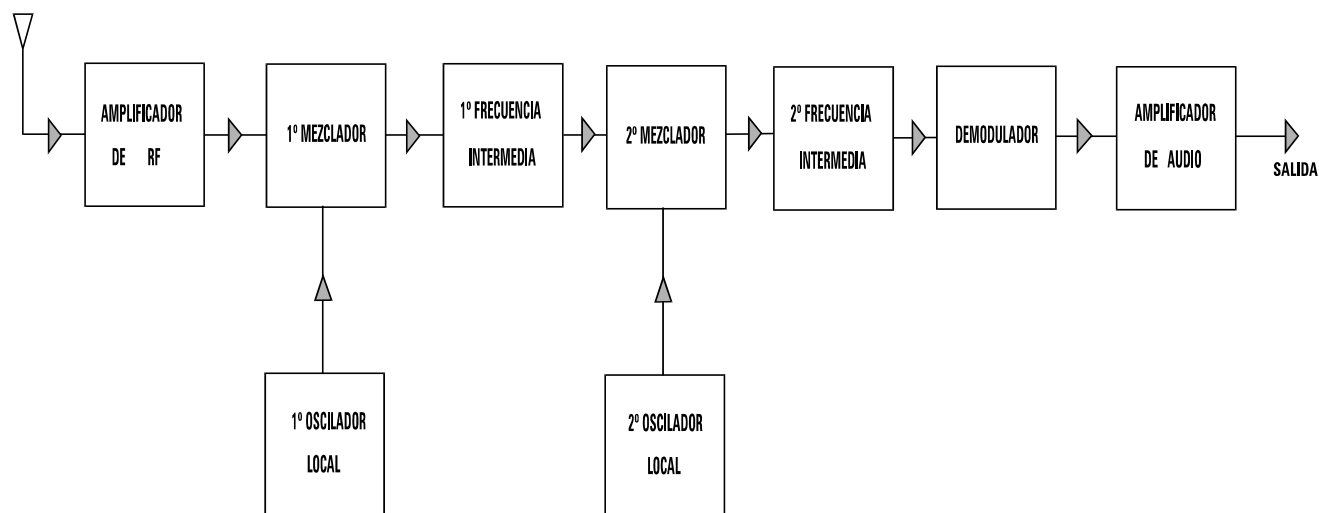 AMPLIFICADOR
DE RF
1º MEZCLADOR
1º FRECUENCIA
INTERMEDIA
2º MEZCLADOR
2º FRECUENCIA
INTERMEDIA
DEMODULADOR
AMPLIFICADOR
DE AUDIO
SALIDA
1º OSCILADOR
LOCAL
2º OSCILADOR
LOCAL